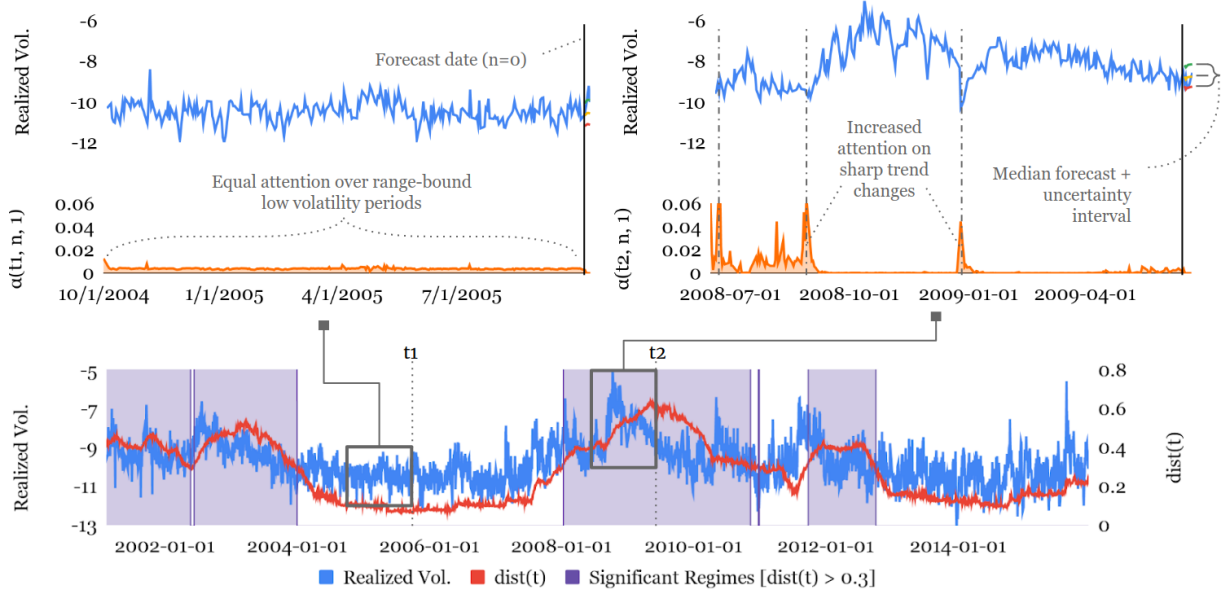 Realized Vol.
-6
-8
-10
-12
Forecast date (n=0)
Equal attention over range-bound
low volatility periods
α(t1, n, 1)
0.06
0.04
0.02
0
10/1/2004
1/1/2005
4/1/2005
7/1/2005
Realized Vol.
-6
-8
-10
-12
Increased
attention on
sharp trend
changes
Median forecast +
uncertainty
interval
α(t2, n, 1)
0.06
0.04
0.02
0
2008-07-01
2008-10-01
2009-01-01
2009-04-01
t1
t2
Realized Vol.
-5
-7
-9
-11
-13
0.8
0.6
0.4
0.2
0
dist(t)
2002-01-01
2004-01-01
2006-01-01
2008-01-01
2010-01-01
2012-01-01
2014-01-01
Realized Vol.
dist(t)
Significant Regimes [dist(t) > 0.3]